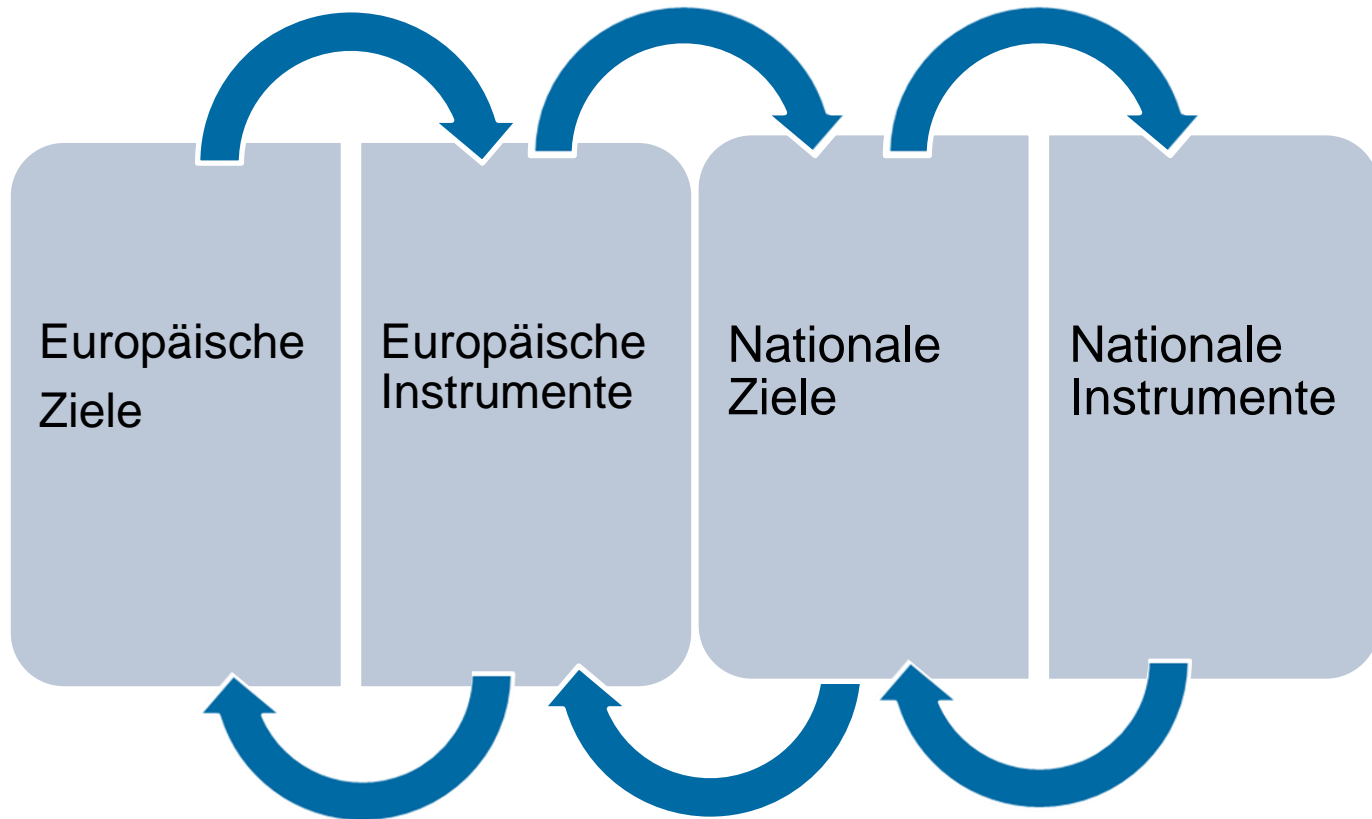 Europäische
Ziele
Europäische
Instrumente
Nationale
Ziele
Nationale
Instrumente